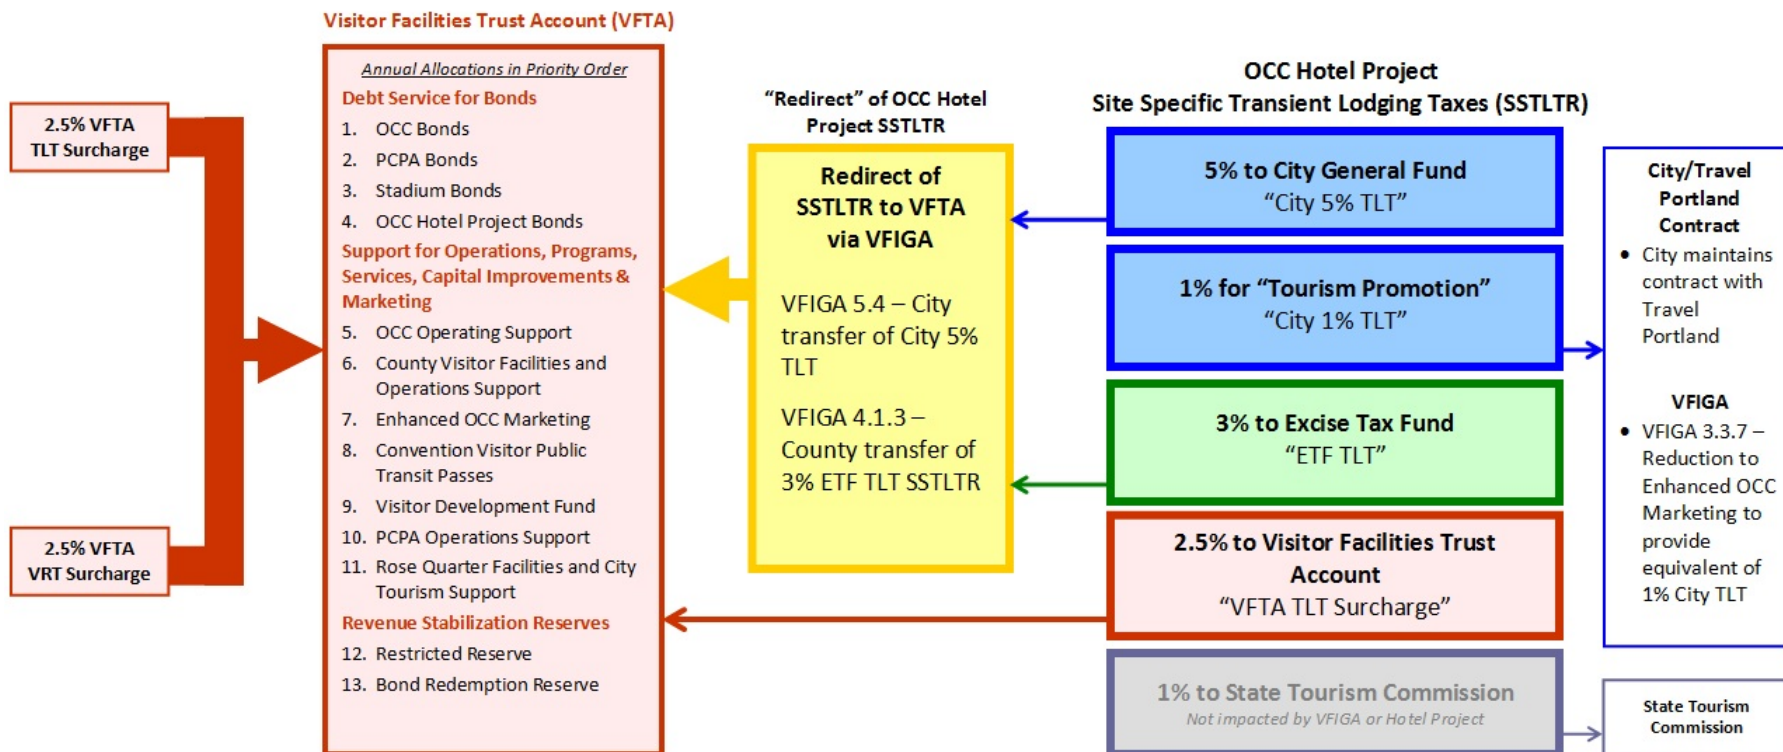 Visitor Facilities Trust Account (VFTA)
2.5% VFTA
TLT Surcharge
2.5% VFTA
VRT Surcharge
Annual Allocations in Priority Order
Debt Service for Bonds
1. OCC Bonds
2. PCPA Bonds
3. Stadium Bonds
4. OCC Hotel Project Bonds
Support for Operations, Programs,
Services, Capital Improvements &
Marketing
5. OCC Operating Support
6. County Visitor Facilities and
Operations Support
7. Enhanced OCC Marketing
8. Convention Visitor Public
Transit Passes
9. Visitor Development Fund
10. PCPA Operations Support
11. Rose Quarter Facilities and City
Tourism Support
Revenue Stabilization Reserves
12. Restricted Reserve
13. Bond Redemption Reserve
“Redirect” of OCC Hotel
Project SSTLTR
Redirect of
SSTLTR to VFTA
via VFIGA
VFIGA 5.4 – City
transfer of City 5%
TLT
VFIGA 4.1.3 –
County transfer of
3% ETF TLT SSTLTR
OCC Hotel Project
Site Specific Transient Lodging Taxes (SSTLTR)
5% to City General Fund
“City 5% TLT”
1% for “Tourism Promotion”
“City 1% TLT”
3% to Excise Tax Fund
“ETF TLT”
2.5% to Visitor Facilities Trust
Account
“VFTA TLT Surcharge”
1% to State Tourism Commission
Not impacted by VFIGA or Hotel Project
City/Travel
Portland
Contract
• City maintains
contract with
Travel
Portland
VFIGA
• VFIGA 3.3.7 –
Reduction to
Enhanced OCC
Marketing to
provide
equivalent of
1% City TLT
State Tourism
Commission